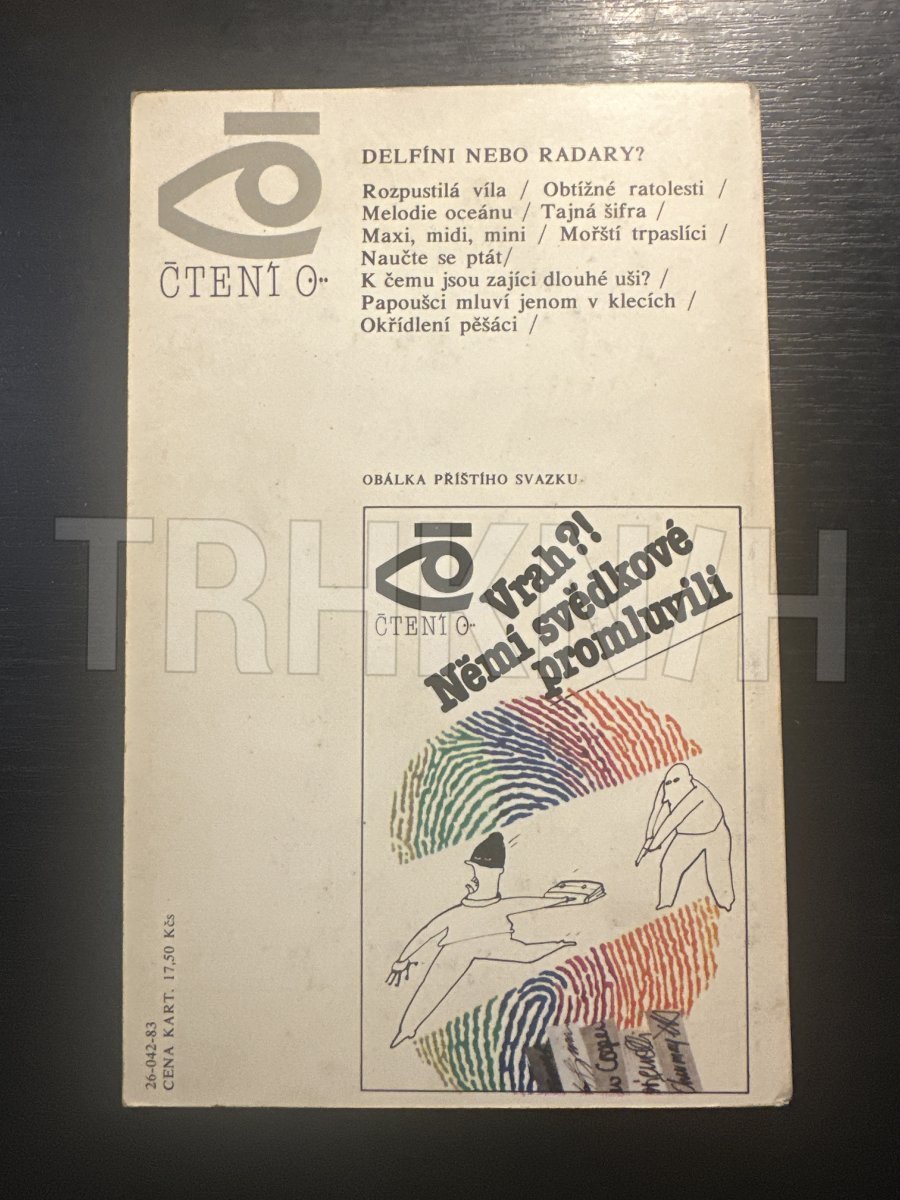 DELFÍNI NEBO RADARY?
Rozpustilá víla / Obtížné ratolesti /
Melodie oceánu / Tajná šifra /
Maxi, midi, mini / Mořští trpaslíci /
Naučte se ptát/
K čemu jsou zajíci dlouhé uši? /
Papoušci mluví jenom v klecích /
Okřídlení pěšáci /
ČTENÍ O··
OBÁLKA PŘÍŠTÍHO SVAZKU
ČTENÍ O··
Vrah?!
Němí svědkové
promluvili
26-042-83
CENA KART. 17,50 Kčs
TRHKNIH